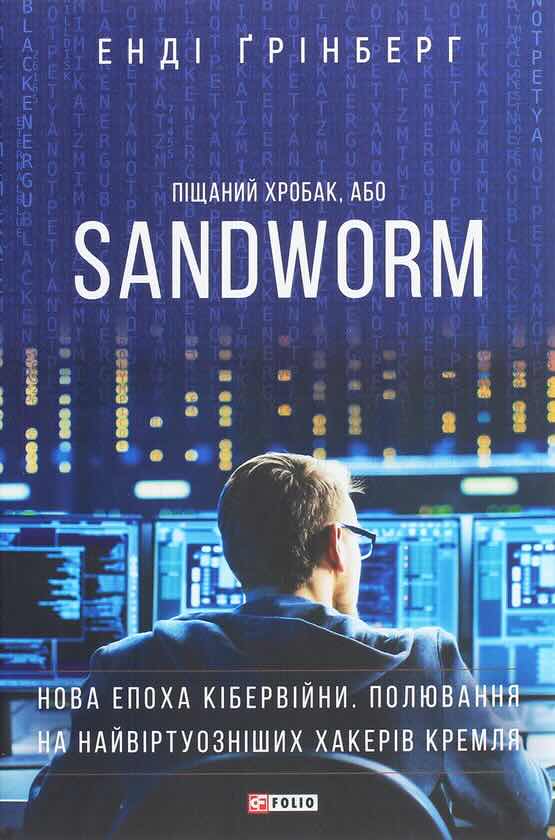 ЕНДІ ҐРІНБЕРГ
ПІЩАНИЙ ХРОБАК, АБО
SANDWORM
НОВА ЕПОХА КІБЕРВІЙНИ. ПОЛЮВАННЯ
НА НАЙВІРТУОЗНІШИХ ХАКЕРІВ КРЕМЛЯ
FOLIO